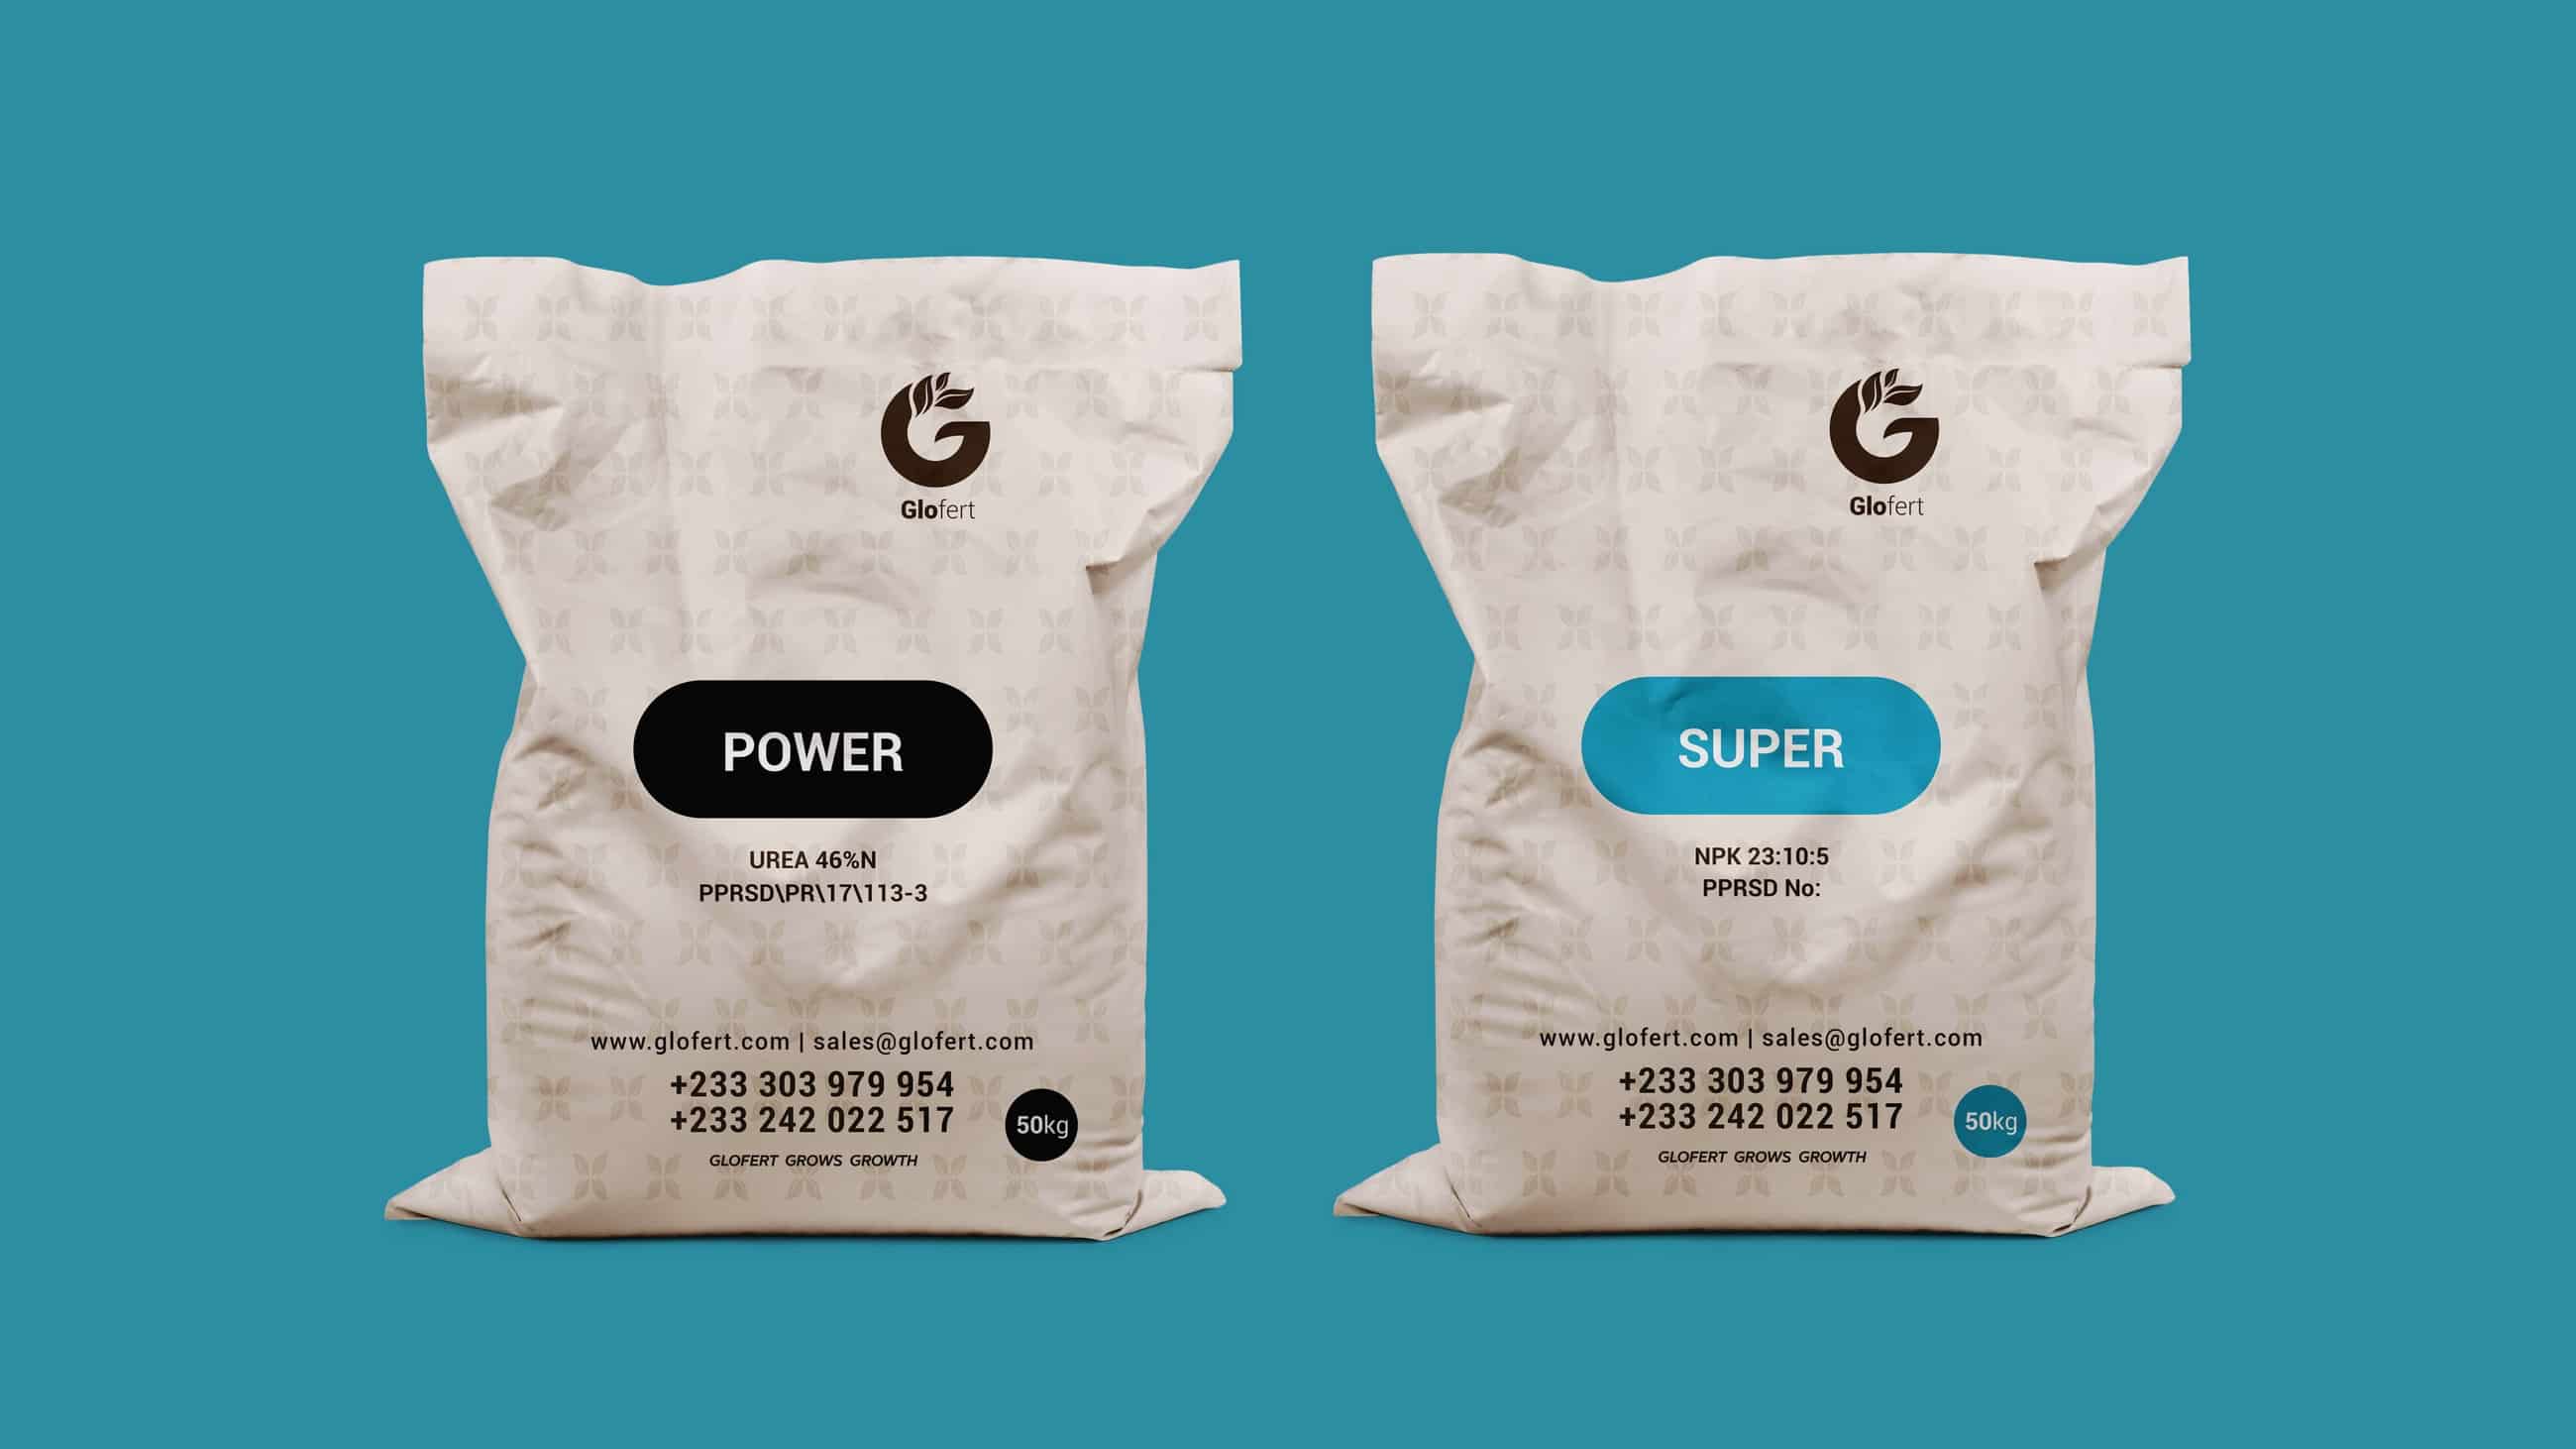 Glofert
POWER
UREA 46%N
PPRSD\PR\17\113-3
www.glofert.com | sales@glofert.com
+233 303 979 954
+233 242 022 517
50kg
GLOFERT GROWS GROWTH
Glofert
SUPER
NPK 23:10:5
PPRSD No:
www.glofert.com | sales@glofert.com
+233 303 979 954
+233 242 022 517
50kg
GLOFERT GROWS GROWTH